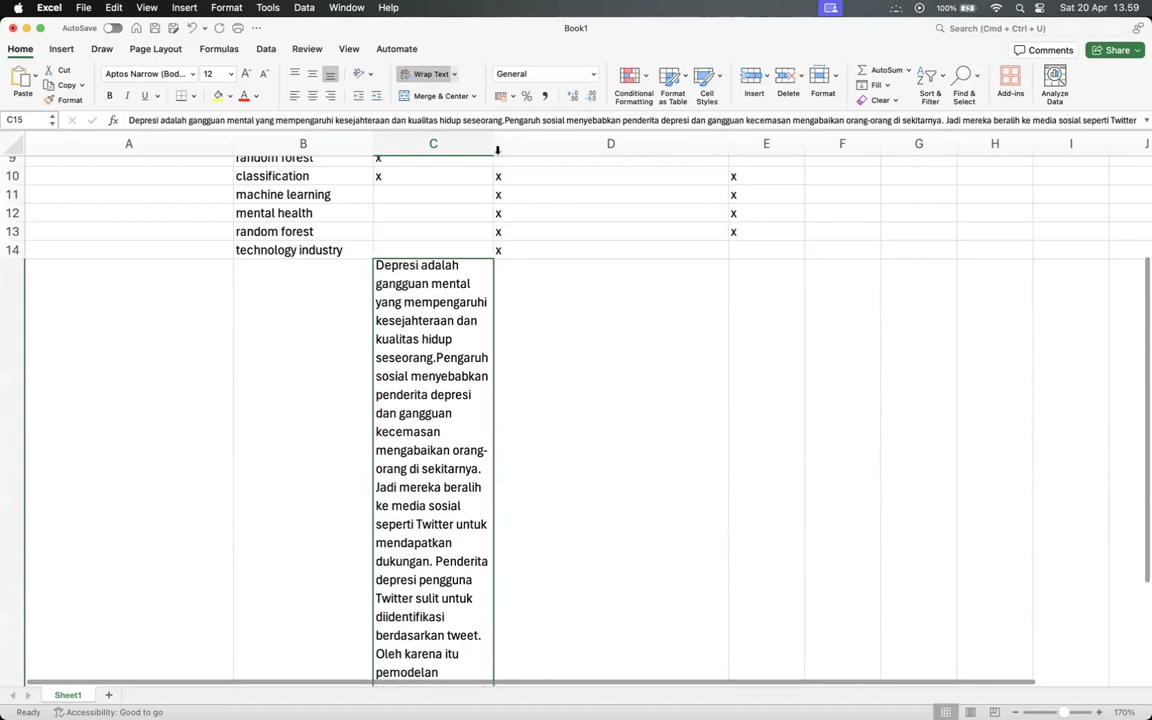 Excel File Edit View Insert Format Tools Data Window Help 100% Sat 20 Apr 13.59
AutoSave Book1 Search (Cmd + Ctrl + U)
Home Insert Draw Page Layout Formulas Data Review View Automate Comments Share
Paste Cut Copy Format
Aptos Narrow (Bod... 12 A A
B I U A
Wrap Text
Merge & Center
General
%
Conditional Formatting
Format as Table
Cell Styles
Insert Delete Format
AutoSum
Fill
Clear
Sort & Filter
Find & Select
Add-ins
Analyze Data
C15 fx Depresi adalah gangguan mental yang mempengaruhi kesejahteraan dan kualitas hidup seseorang.Pengaruh sosial menyebabkan penderita depresi dan gangguan kecemasan mengabaikan orang-orang di sekitarnya. Jadi mereka beralih ke media sosial seperti Twitter
A B C D E F G H I J
9 random forest x
10 classification x x x
11 machine learning x x
12 mental health x x
13 random forest x x
14 technology industry x
Depresi adalah
gangguan mental
yang mempengaruhi
kesejahteraan dan
kualitas hidup
seseorang.Pengaruh
sosial menyebabkan
penderita depresi
dan gangguan
kecemasan
mengabaikan orang-
orang di sekitarnya.
Jadi mereka beralih
ke media sosial
seperti Twitter untuk
mendapatkan
dukungan. Penderita
depresi pengguna
Twitter sulit untuk
diidentifikasi
berdasarkan tweet.
Oleh karena itu
pemodelan
Sheet1 +
Ready Accessibility: Good to go 170%